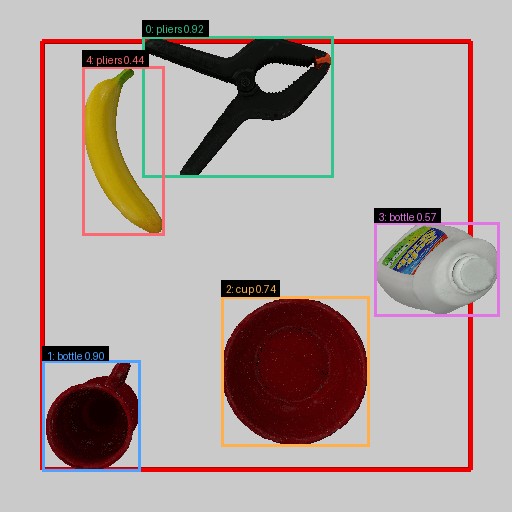 0: pliers 0.92
4: pliers 0.44
3: bottle 0.57
2: cup 0.74
1: bottle 0.90